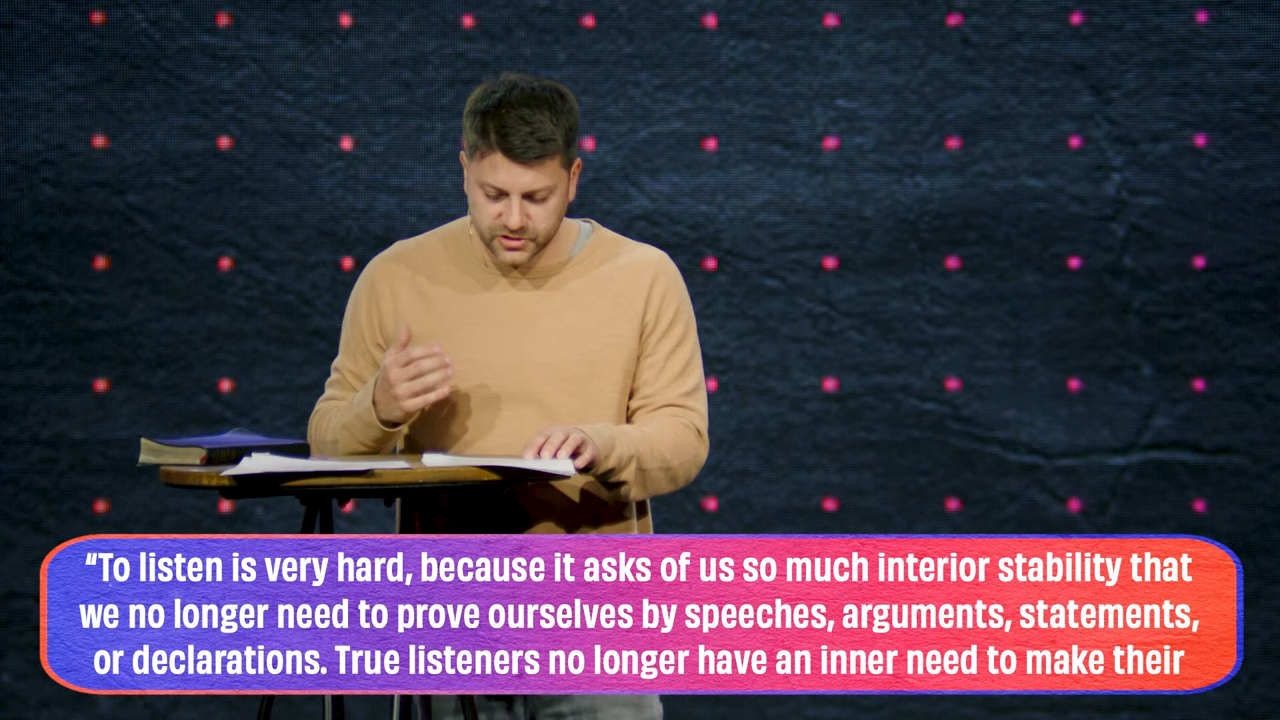 “To listen is very hard, because it asks of us so much interior stability that
we no longer need to prove ourselves by speeches, arguments, statements,
or declarations. True listeners no longer have an inner need to make their